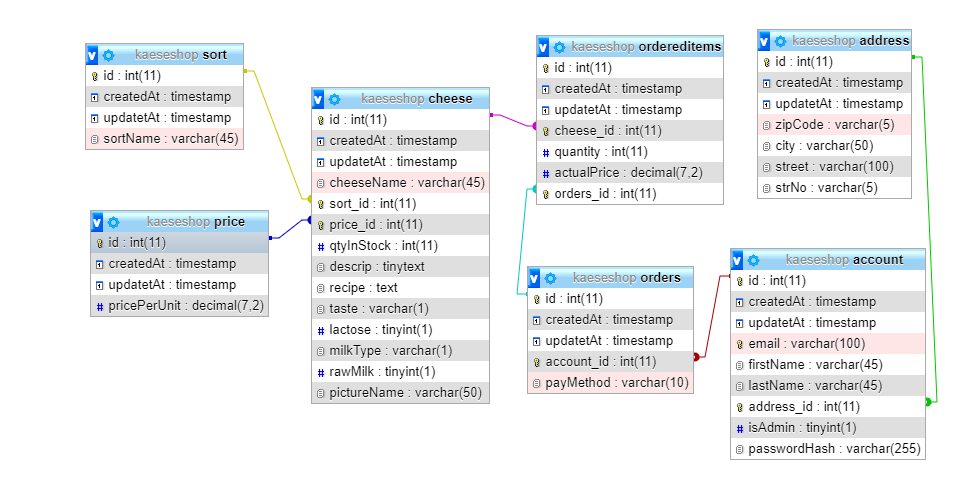 kaeseshop sort
id : int(11)
createdAt : timestamp
updatetAt : timestamp
sortName : varchar(45)
kaeseshop price
id : int(11)
createdAt : timestamp
updatetAt : timestamp
pricePerUnit : decimal(7,2)
kaeseshop cheese
id : int(11)
createdAt : timestamp
updatetAt : timestamp
cheeseName : varchar(45)
sort_id : int(11)
price_id : int(11)
qtyInStock : int(11)
descrip : tinytext
recipe : text
taste : varchar(1)
lactose : tinyint(1)
milkType : varchar(1)
rawMilk : tinyint(1)
pictureName : varchar(50)
kaeseshop ordereditems
id : int(11)
createdAt : timestamp
updatetAt : timestamp
cheese_id : int(11)
quantity : int(11)
actualPrice : decimal(7,2)
orders_id : int(11)
kaeseshop orders
id : int(11)
createdAt : timestamp
updatetAt : timestamp
account_id : int(11)
payMethod : varchar(10)
kaeseshop address
id : int(11)
createdAt : timestamp
updatetAt : timestamp
zipCode : varchar(5)
city : varchar(50)
street : varchar(100)
strNo : varchar(5)
kaeseshop account
id : int(11)
createdAt : timestamp
updatetAt : timestamp
email : varchar(100)
firstName : varchar(45)
lastName : varchar(45)
address_id : int(11)
isAdmin : tinyint(1)
passwordHash : varchar(255)